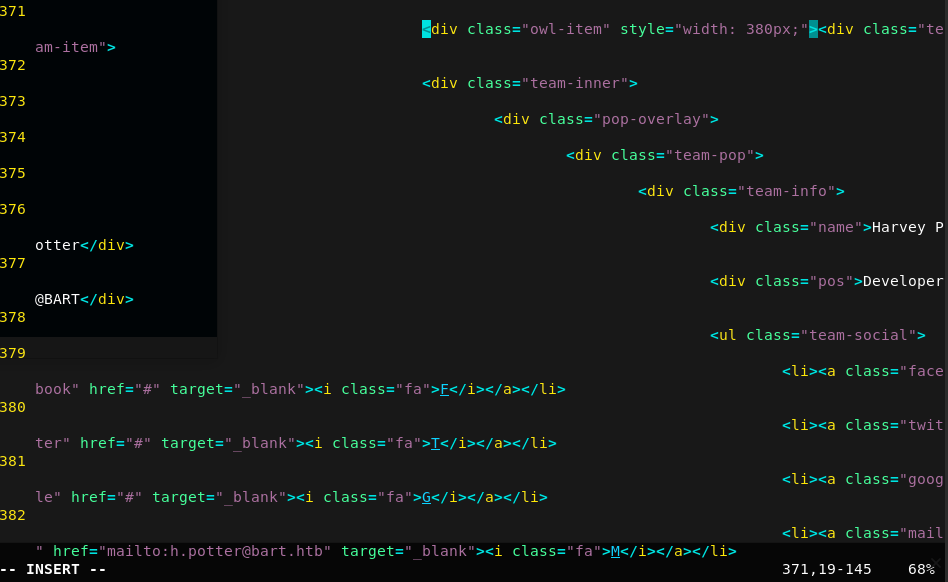 371 <div class="owl-item" style="width: 380px;"><div class="te
am-item">
372 <div class="team-inner">
373 <div class="pop-overlay">
374 <div class="team-pop">
375 <div class="team-info">
376 <div class="name">Harvey P
otter</div>
377 <div class="pos">Developer
@BART</div>
378 <ul class="team-social">
379 <li><a class="face
book" href="#" target="_blank"><i class="fa">F</i></a></li>
380 <li><a class="twit
ter" href="#" target="_blank"><i class="fa">T</i></a></li>
381 <li><a class="goog
le" href="#" target="_blank"><i class="fa">G</i></a></li>
382 <li><a class="mail
" href="mailto:h.potter@bart.htb" target="_blank"><i class="fa">M</i></a></li>
-- INSERT -- 371,19-145 68%